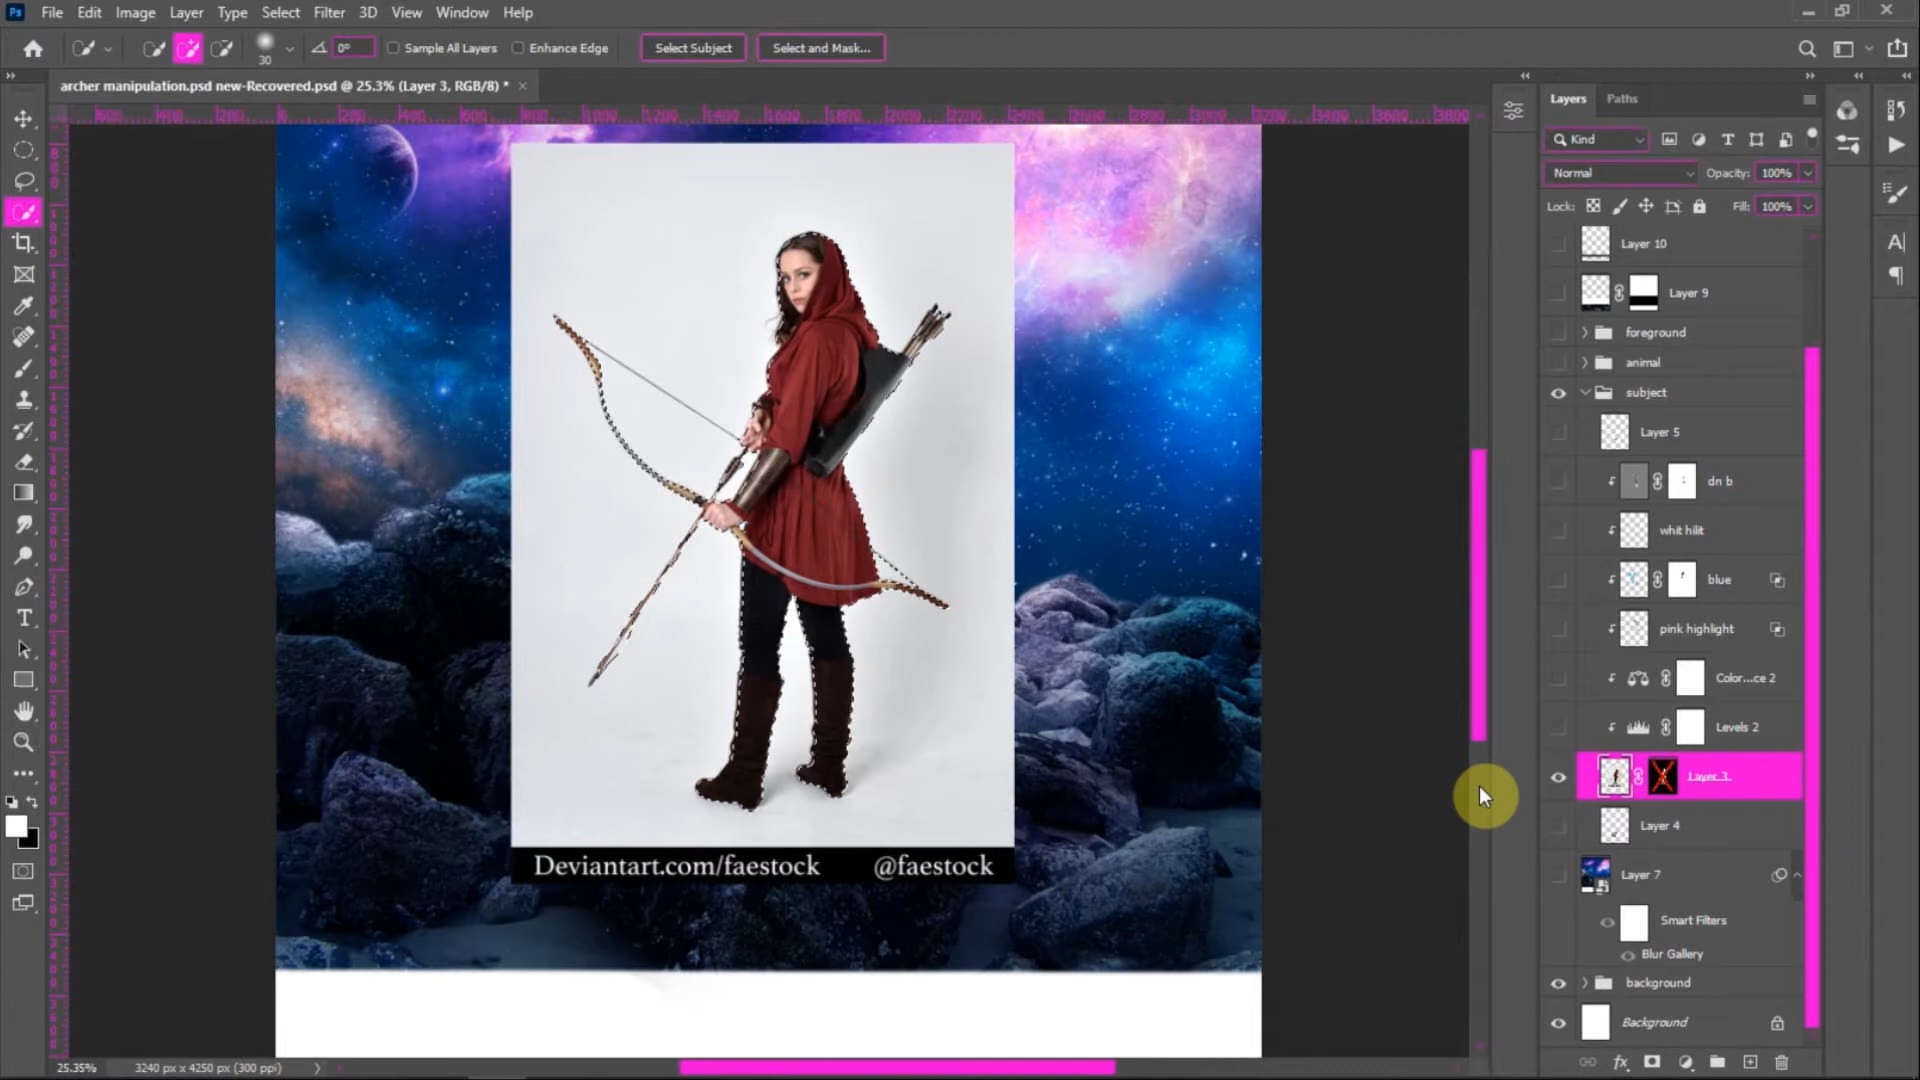 Ps File Edit Image Layer Type Select Filter 3D View Window Help
30 0° Sample All Layers Enhance Edge Select Subject Select and Mask...
archer manipulation.psd new-Recovered.psd @ 25.3% (Layer 3, RGB/8) *
Layers Paths
Kind
Normal Opacity: 100%
Lock: Fill: 100%
Layer 10
Layer 9
foreground
animal
subject
Layer 5
dn b
whit hilit
blue
pink highlight
Color...ce 2
Levels 2
Layer 3
Layer 4
Layer 7
Smart Filters
Blur Gallery
background
Background
Deviantart.com/faestock @faestock
25.35% 3240 px x 4250 px (300 ppi)